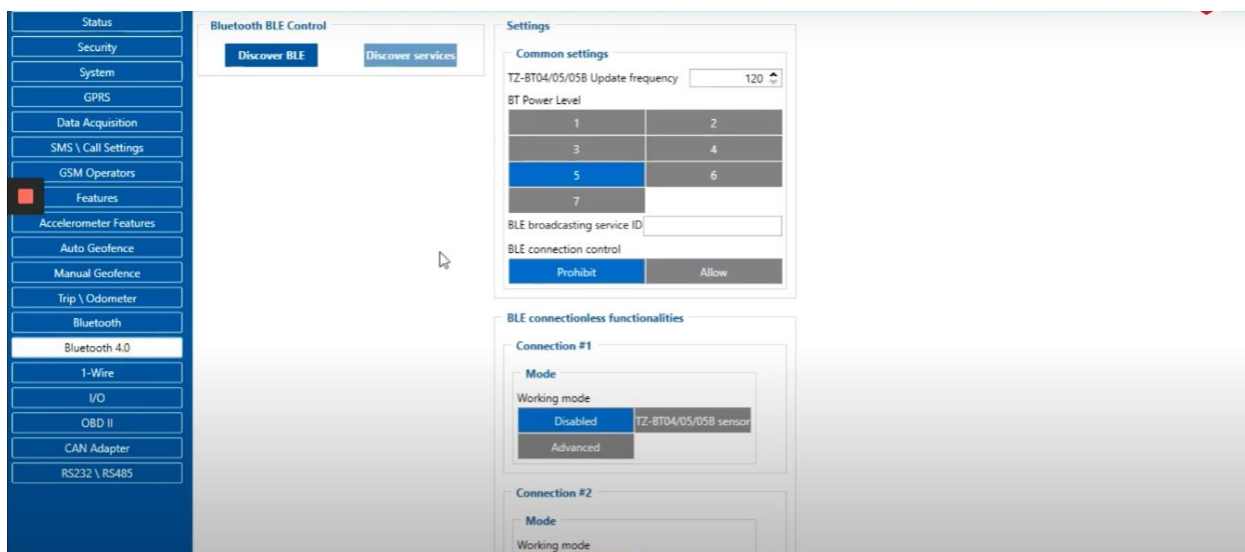 Status
Security
System
GPRS
Data Acquisition
SMS \ Call Settings
GSM Operators
Features
Accelerometer Features
Auto Geofence
Manual Geofence
Trip \ Odometer
Bluetooth
Bluetooth 4.0
1-Wire
I/O
OBD II
CAN Adapter
RS232 \ RS485
Bluetooth BLE Control
Discover BLE Discover services
Settings
Common settings
TZ-BT04/05/05B Update frequency 120
BT Power Level
1 2
3 4
5 6
7
BLE broadcasting service ID
BLE connection control
Prohibit Allow
BLE connectionless functionalities
Connection #1
Mode
Working mode
Disabled TZ-BT04/05/05B sensor
Advanced
Connection #2
Mode
Working mode